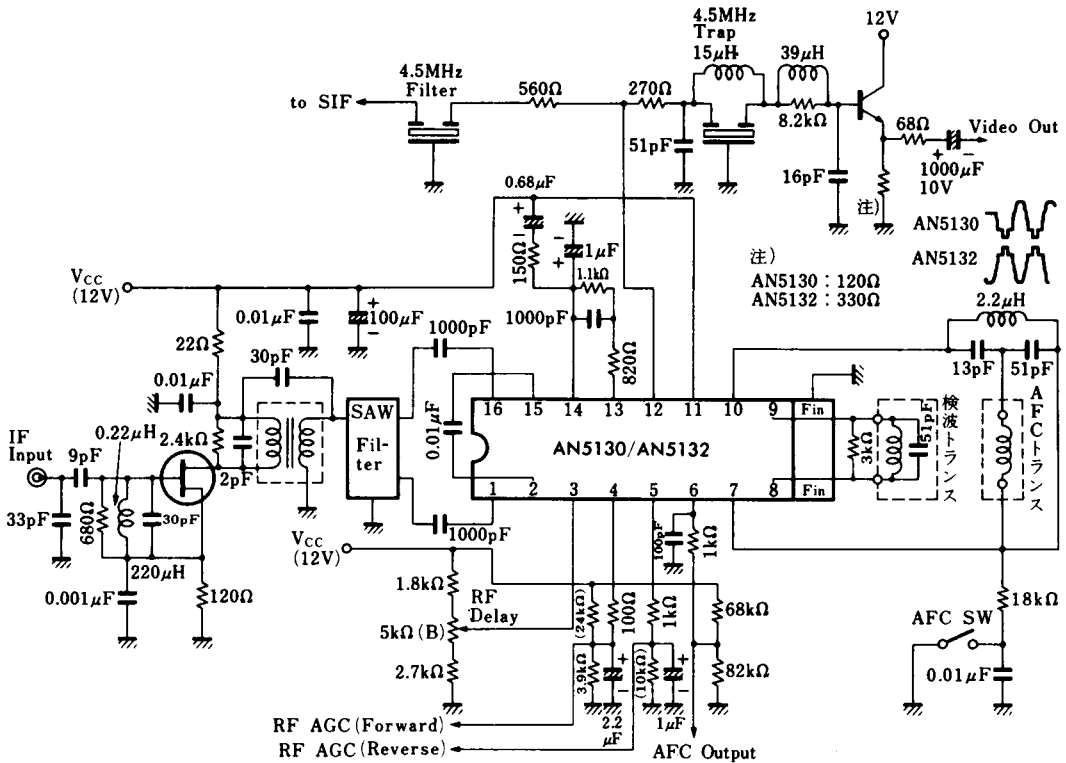 4.5MHz
Trap
15μH
39μH
12V
4.5MHz
Filter
to SIF
560Ω
270Ω
8.2kΩ
68Ω
Video Out
51pF
16pF
1000μF
10V
注)
+
−
0.68μF
+
150Ω
−
−
+
1μF
1.1kΩ
AN5130
AN5132
注)
AN5130：120Ω
AN5132：330Ω
VCC
(12V)
0.01μF
+
100μF
−
1000pF
1000pF
820Ω
2.2μH
13pF
51pF
22Ω
30pF
0.01μF
SAW
Fil-
ter
0.01μF
16
15
14
13
12
11
10
9
Fin
AN5130/AN5132
1
2
3
4
5
6
7
8
Fin
3kΩ
51pF
検波トランス
AFCトランス
IF
Input
9pF
0.22μH
2.4kΩ
2pF
33pF
680Ω
30pF
220μH
0.001μF
120Ω
1000pF
VCC
(12V)
100pF
1kΩ
1.8kΩ
RF
Delay
5kΩ(B)
2.7kΩ
(24kΩ)
100Ω
1kΩ
68kΩ
3.9kΩ
+
−
(10kΩ)
+
−
82kΩ
2.2
μF
1μF
18kΩ
AFC SW
0.01μF
RF AGC(Forward)
RF AGC(Reverse)
AFC Output